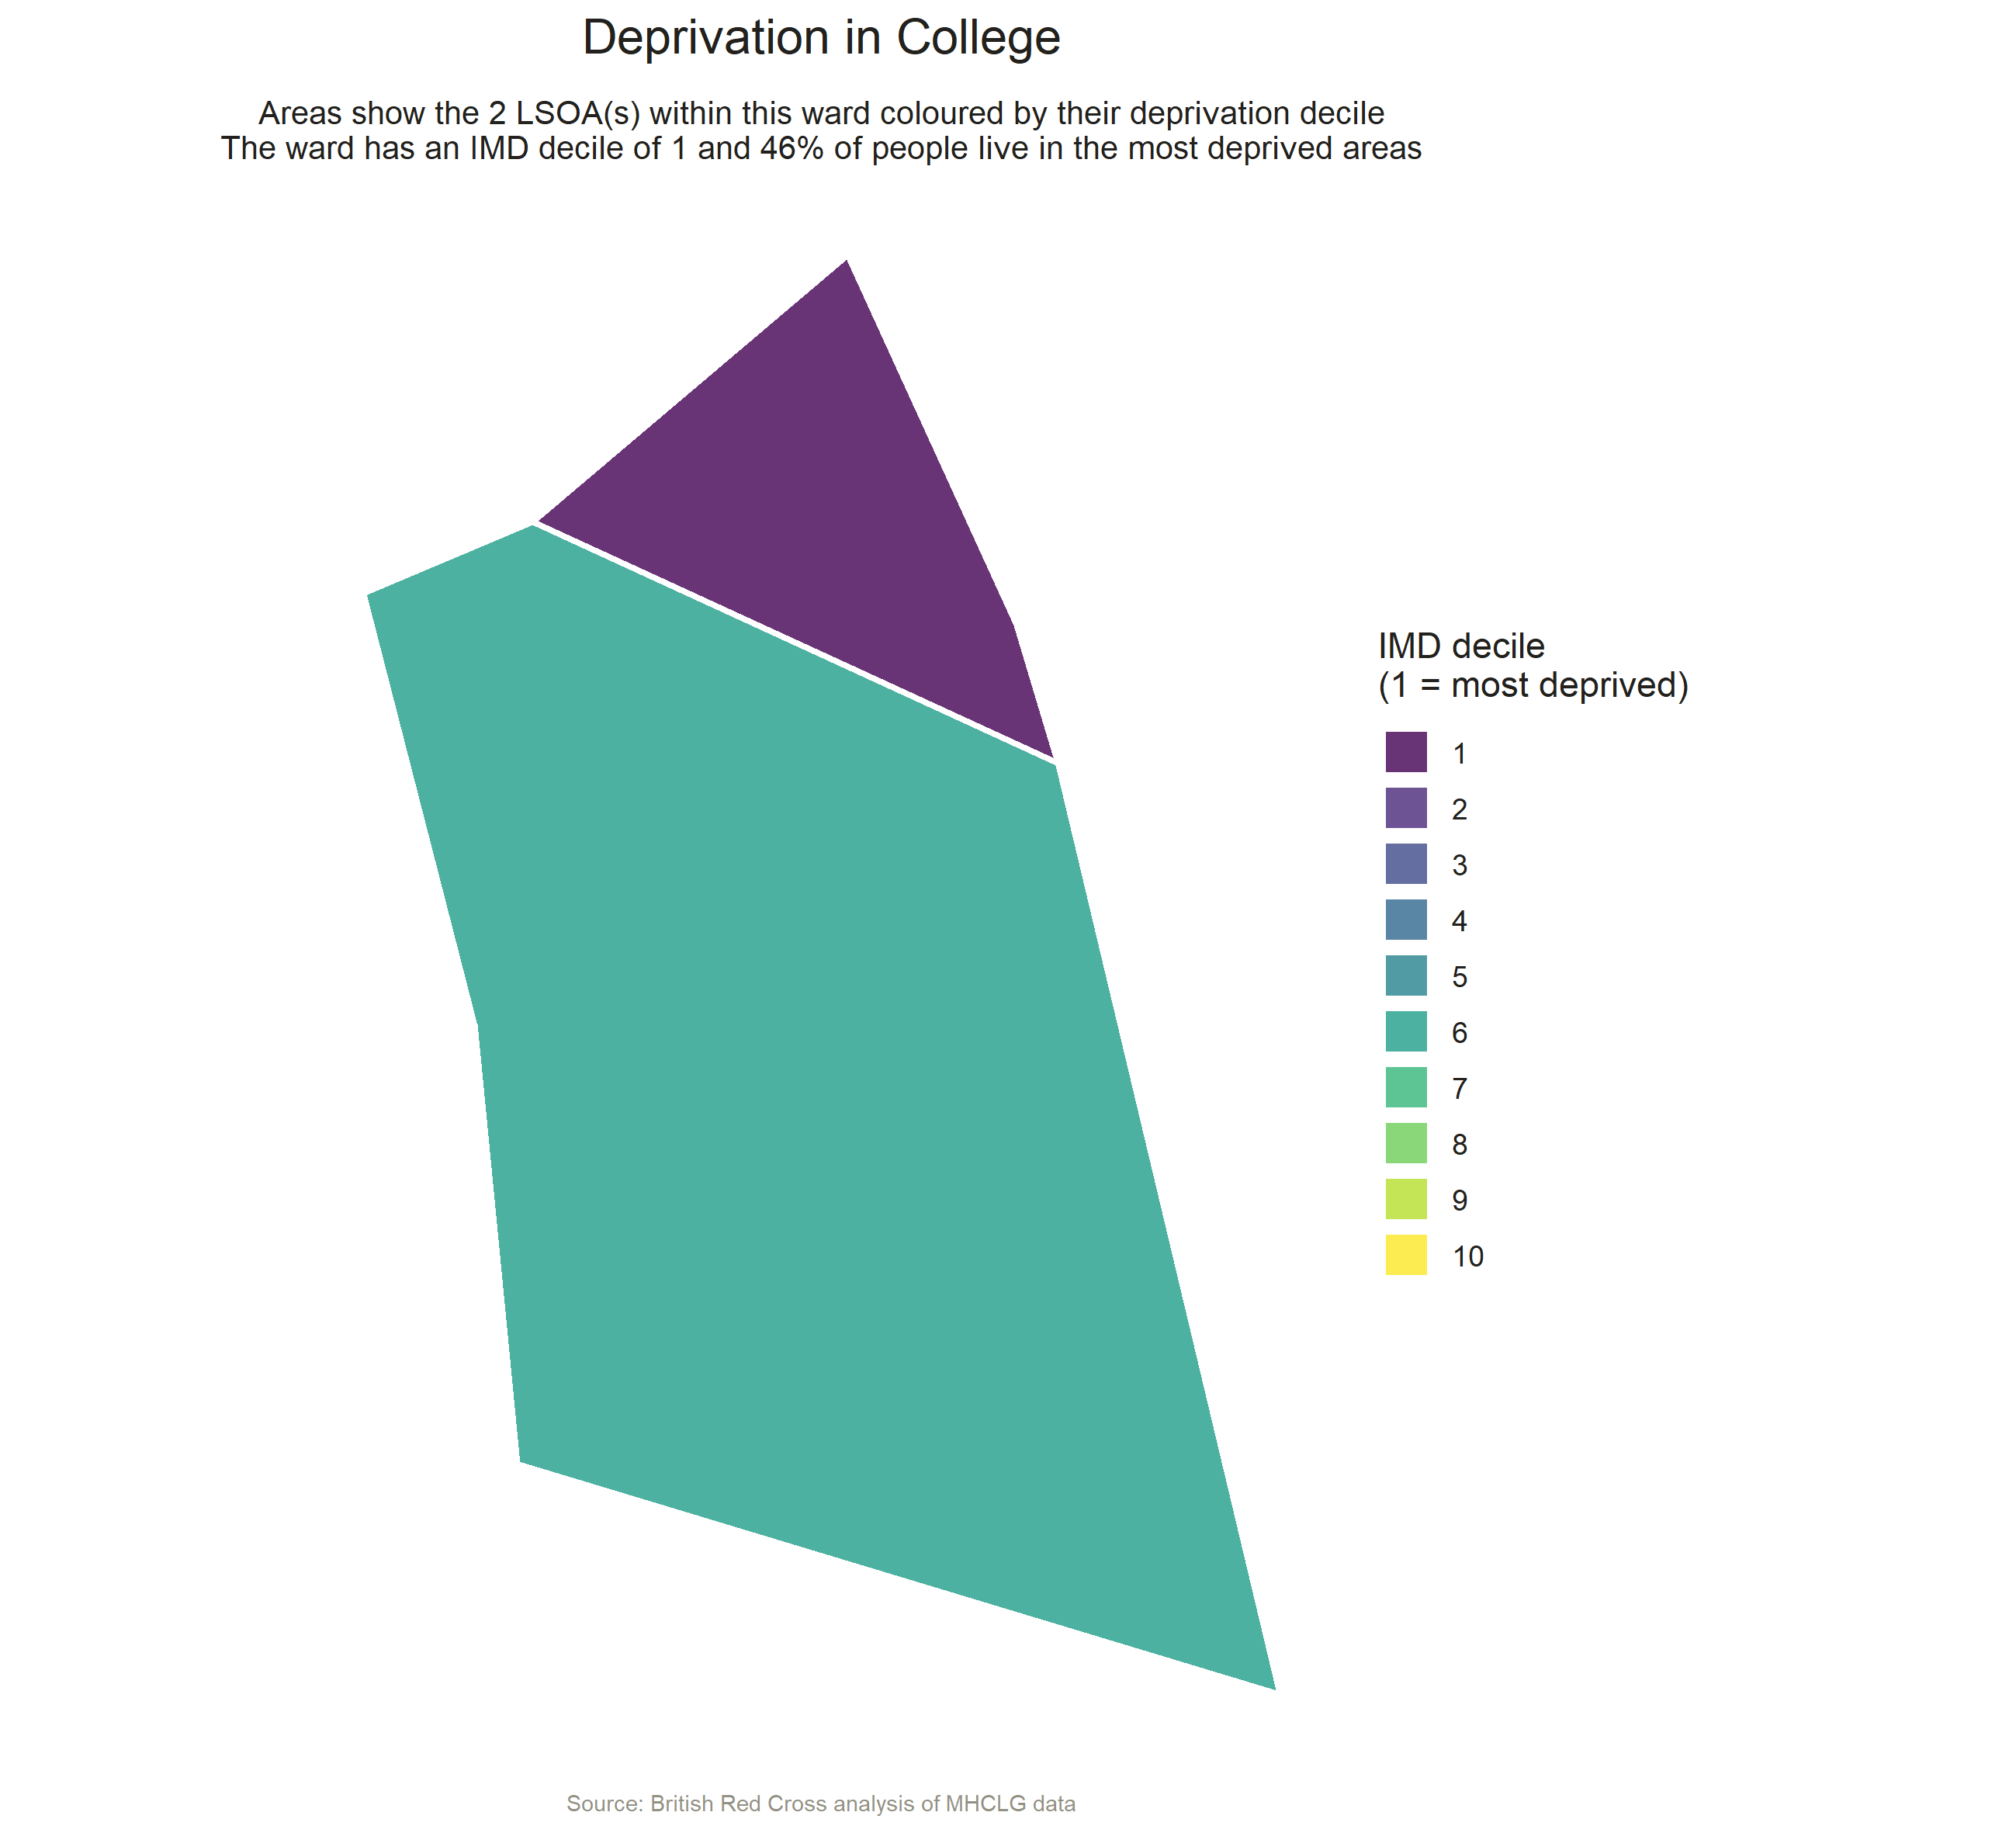 Deprivation in College
Areas show the 2 LSOA(s) within this ward coloured by their deprivation decile
The ward has an IMD decile of 1 and 46% of people live in the most deprived areas
IMD decile
(1 = most deprived)
1
2
3
4
5
6
7
8
9
10
Source: British Red Cross analysis of MHCLG data